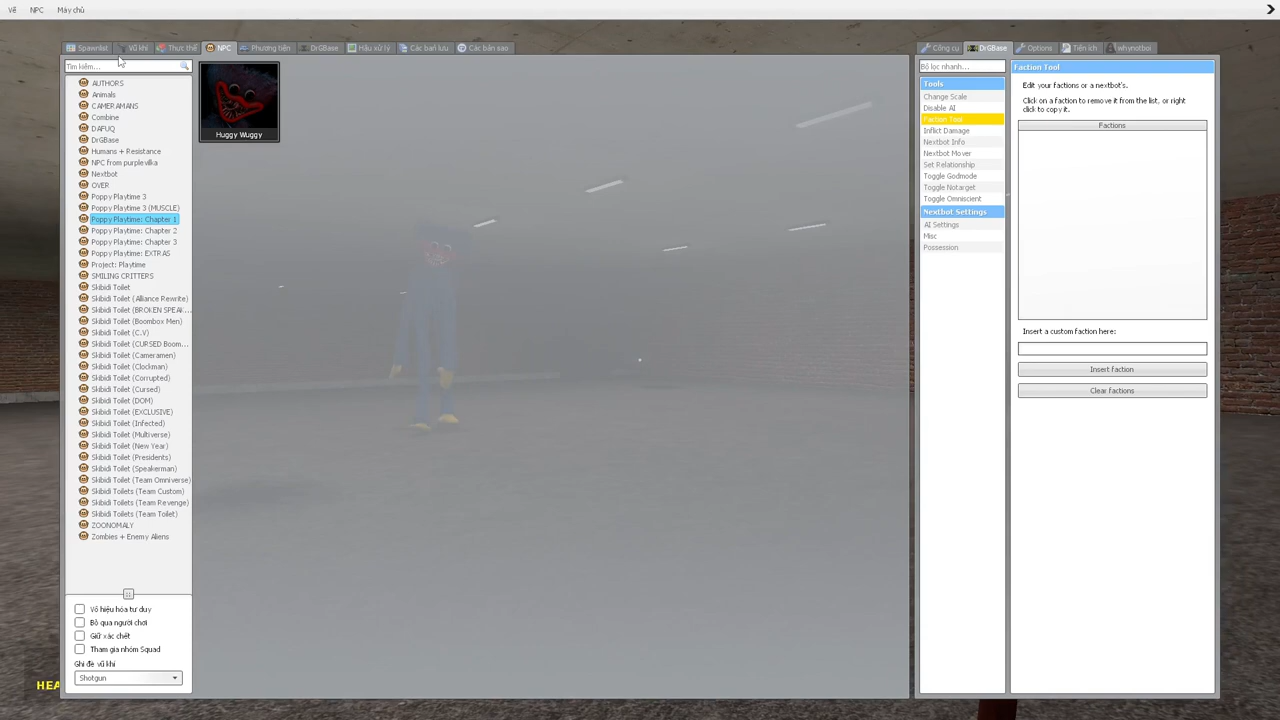 Vẽ NPC Máy chủ
Spawnlist Vũ khí Thực thể NPC Phương tiện DrGBase Hậu xử lý Các bản lưu Các bản sao
Công cụ DrGBase Options Tiện ích whynotboi
Tìm kiếm...
AUTHORS
Animals
CAMERAMANS
Combine
DAFUQ
DrGBase
Humans + Resistance
NPC from purplevilka
Nextbot
OVER
Poppy Playtime 3
Poppy Playtime 3 (MUSCLE)
Poppy Playtime: Chapter 1
Poppy Playtime: Chapter 2
Poppy Playtime: Chapter 3
Poppy Playtime: EXTRAS
Project: Playtime
SMILING CRITTERS
Skibidi Toilet
Skibidi Toilet (Alliance Rewrite)
Skibidi Toilet (BROKEN SPEAK...
Skibidi Toilet (Boombox Men)
Skibidi Toilet (C.V)
Skibidi Toilet (CURSED Boom...
Skibidi Toilet (Cameramen)
Skibidi Toilet (Clockman)
Skibidi Toilet (Corrupted)
Skibidi Toilet (Cursed)
Skibidi Toilet (DOM)
Skibidi Toilet (EXCLUSIVE)
Skibidi Toilet (Infected)
Skibidi Toilet (Multiverse)
Skibidi Toilet (New Year)
Skibidi Toilet (Presidents)
Skibidi Toilet (Speakerman)
Skibidi Toilet (Team Omniverse)
Skibidi Toilets (Team Custom)
Skibidi Toilets (Team Revenge)
Skibidi Toilets (Team Toilet)
ZOONOMALY
Zombies + Enemy Aliens
Vô hiệu hóa tư duy
Bỏ qua người chơi
Giữ xác chết
Tham gia nhóm Squad
Ghi đè vũ khí
Shotgun
HEA
Huggy Wuggy
Bộ lọc nhanh...
Tools
Change Scale
Disable AI
Faction Tool
Inflict Damage
Nextbot Info
Nextbot Mover
Set Relationship
Toggle Godmode
Toggle Notarget
Toggle Omniscient
Nextbot Settings
AI Settings
Misc
Possession
Faction Tool
Edit your factions or a nextbot's.
Click on a faction to remove it from the list, or right
click to copy it.
Factions
Insert a custom faction here:
Insert faction
Clear factions